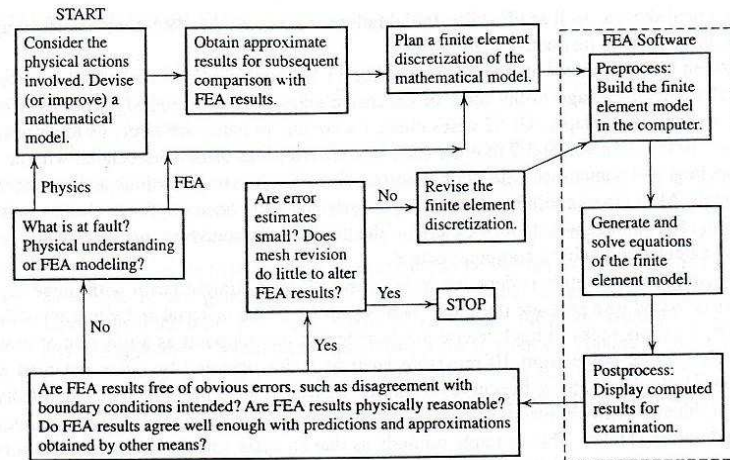 START
Consider the
physical actions
involved. Devise
(or improve) a
mathematical
model.
Obtain approximate
results for subsequent
comparison with
FEA results.
Plan a finite element
discretization of the
mathematical model.
FEA Software
Preprocess:
Build the finite
element model
in the computer.
Physics
FEA
What is at fault?
Physical understanding
or FEA modeling?
Are error
estimates
small? Does
mesh revision
do little to alter
FEA results?
No
Revise the
finite element
discretization.
Yes
STOP
Generate and
solve equations
of the finite
element model.
No
Yes
Are FEA results free of obvious errors, such as disagreement with
boundary conditions intended? Are FEA results physically reasonable?
Do FEA results agree well enough with predictions and approximations
obtained by other means?
Postprocess:
Display computed
results for
examination.